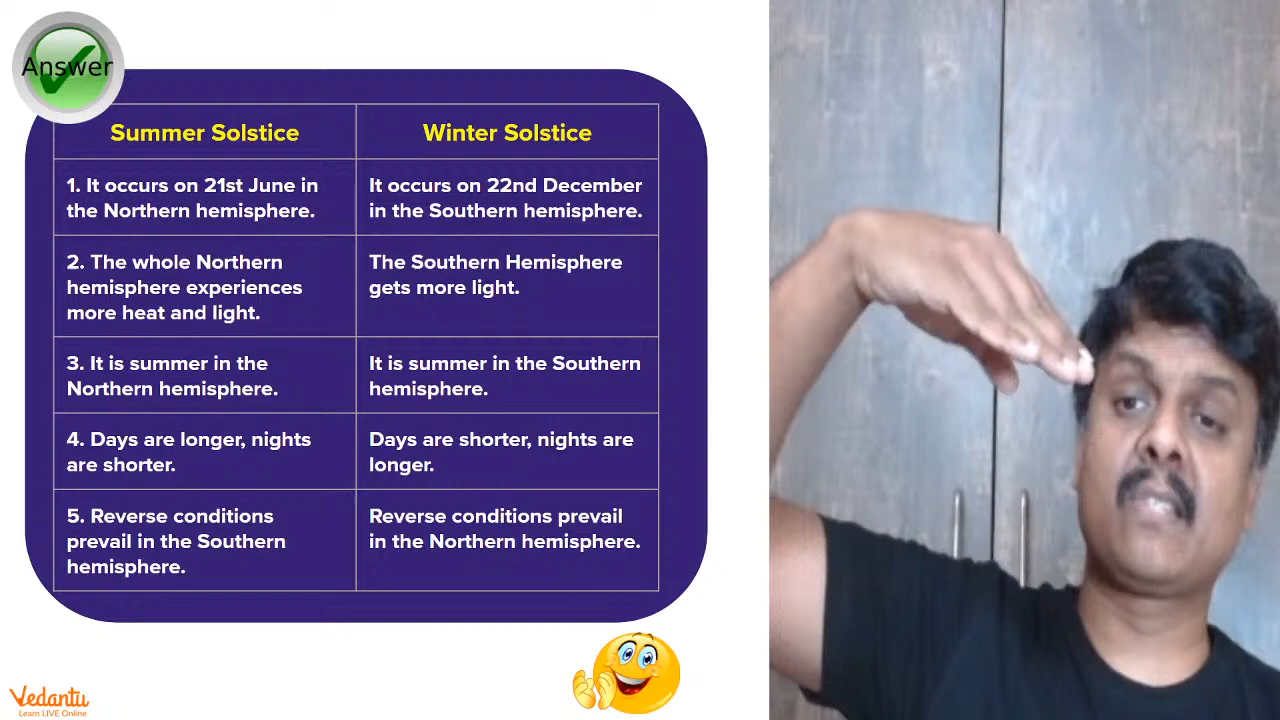 Answer
Summer Solstice
Winter Solstice
1. It occurs on 21st June in
the Northern hemisphere.
It occurs on 22nd December
in the Southern hemisphere.
2. The whole Northern
hemisphere experiences
more heat and light.
The Southern Hemisphere
gets more light.
3. It is summer in the
Northern hemisphere.
It is summer in the Southern
hemisphere.
4. Days are longer, nights
are shorter.
Days are shorter, nights are
longer.
5. Reverse conditions
prevail in the Southern
hemisphere.
Reverse conditions prevail
in the Northern hemisphere.
Vedantu
Learn LIVE Online